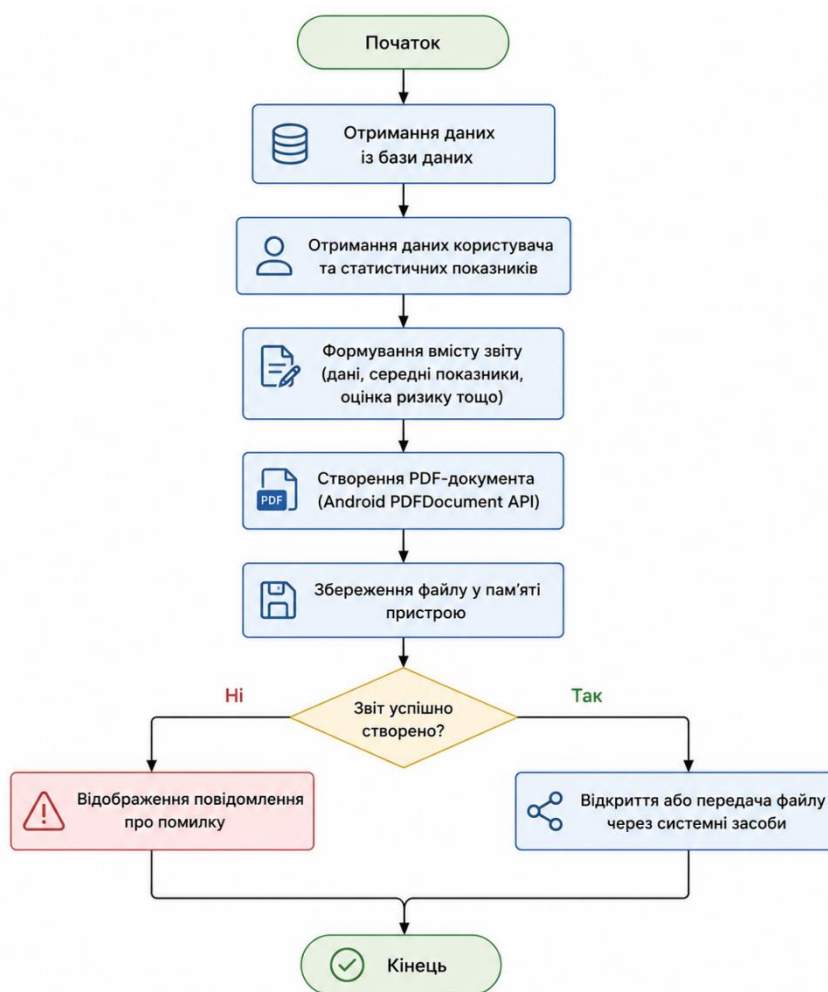 Початок
Отримання даних
із бази даних
Отримання даних користувача
та статистичних показників
Формування вмісту звіту
(дані, середні показники,
оцінка ризику тощо)
PDF
Створення PDF-документа
(Android PDFDocument API)
Збереження файлу у пам'яті
пристрою
Звіт успішно
створено?
Ні
Так
Відображення повідомлення
про помилку
Відкриття або передача файлу
через системні засоби
Кінець